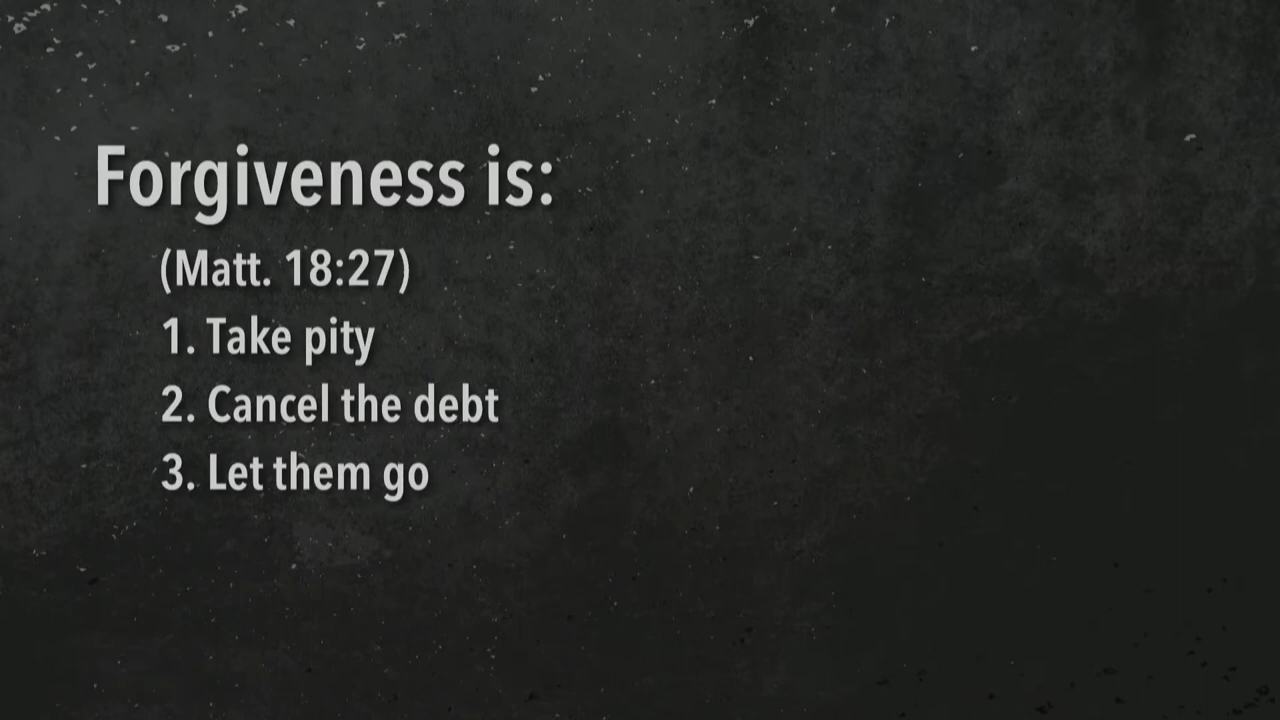 Forgiveness is:
(Matt. 18:27)
1. Take pity
2. Cancel the debt
3. Let them go